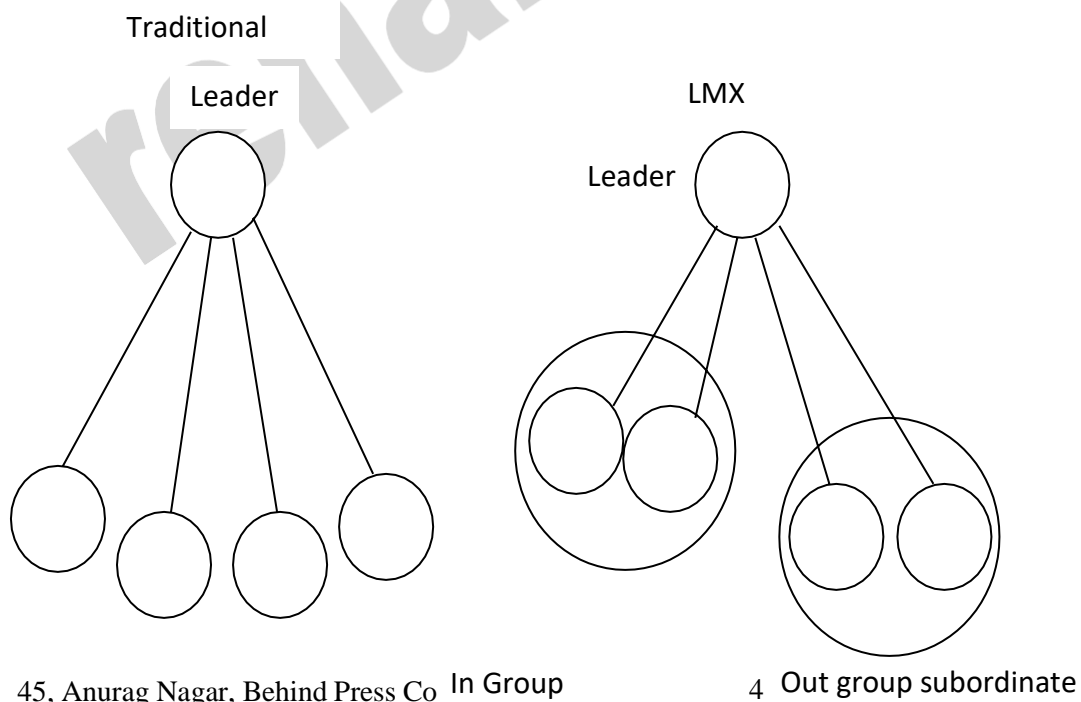 Traditional
Leader
LMX
Leader
45, Anurag Nagar, Behind Press Co
In Group
4
Out group subordinate